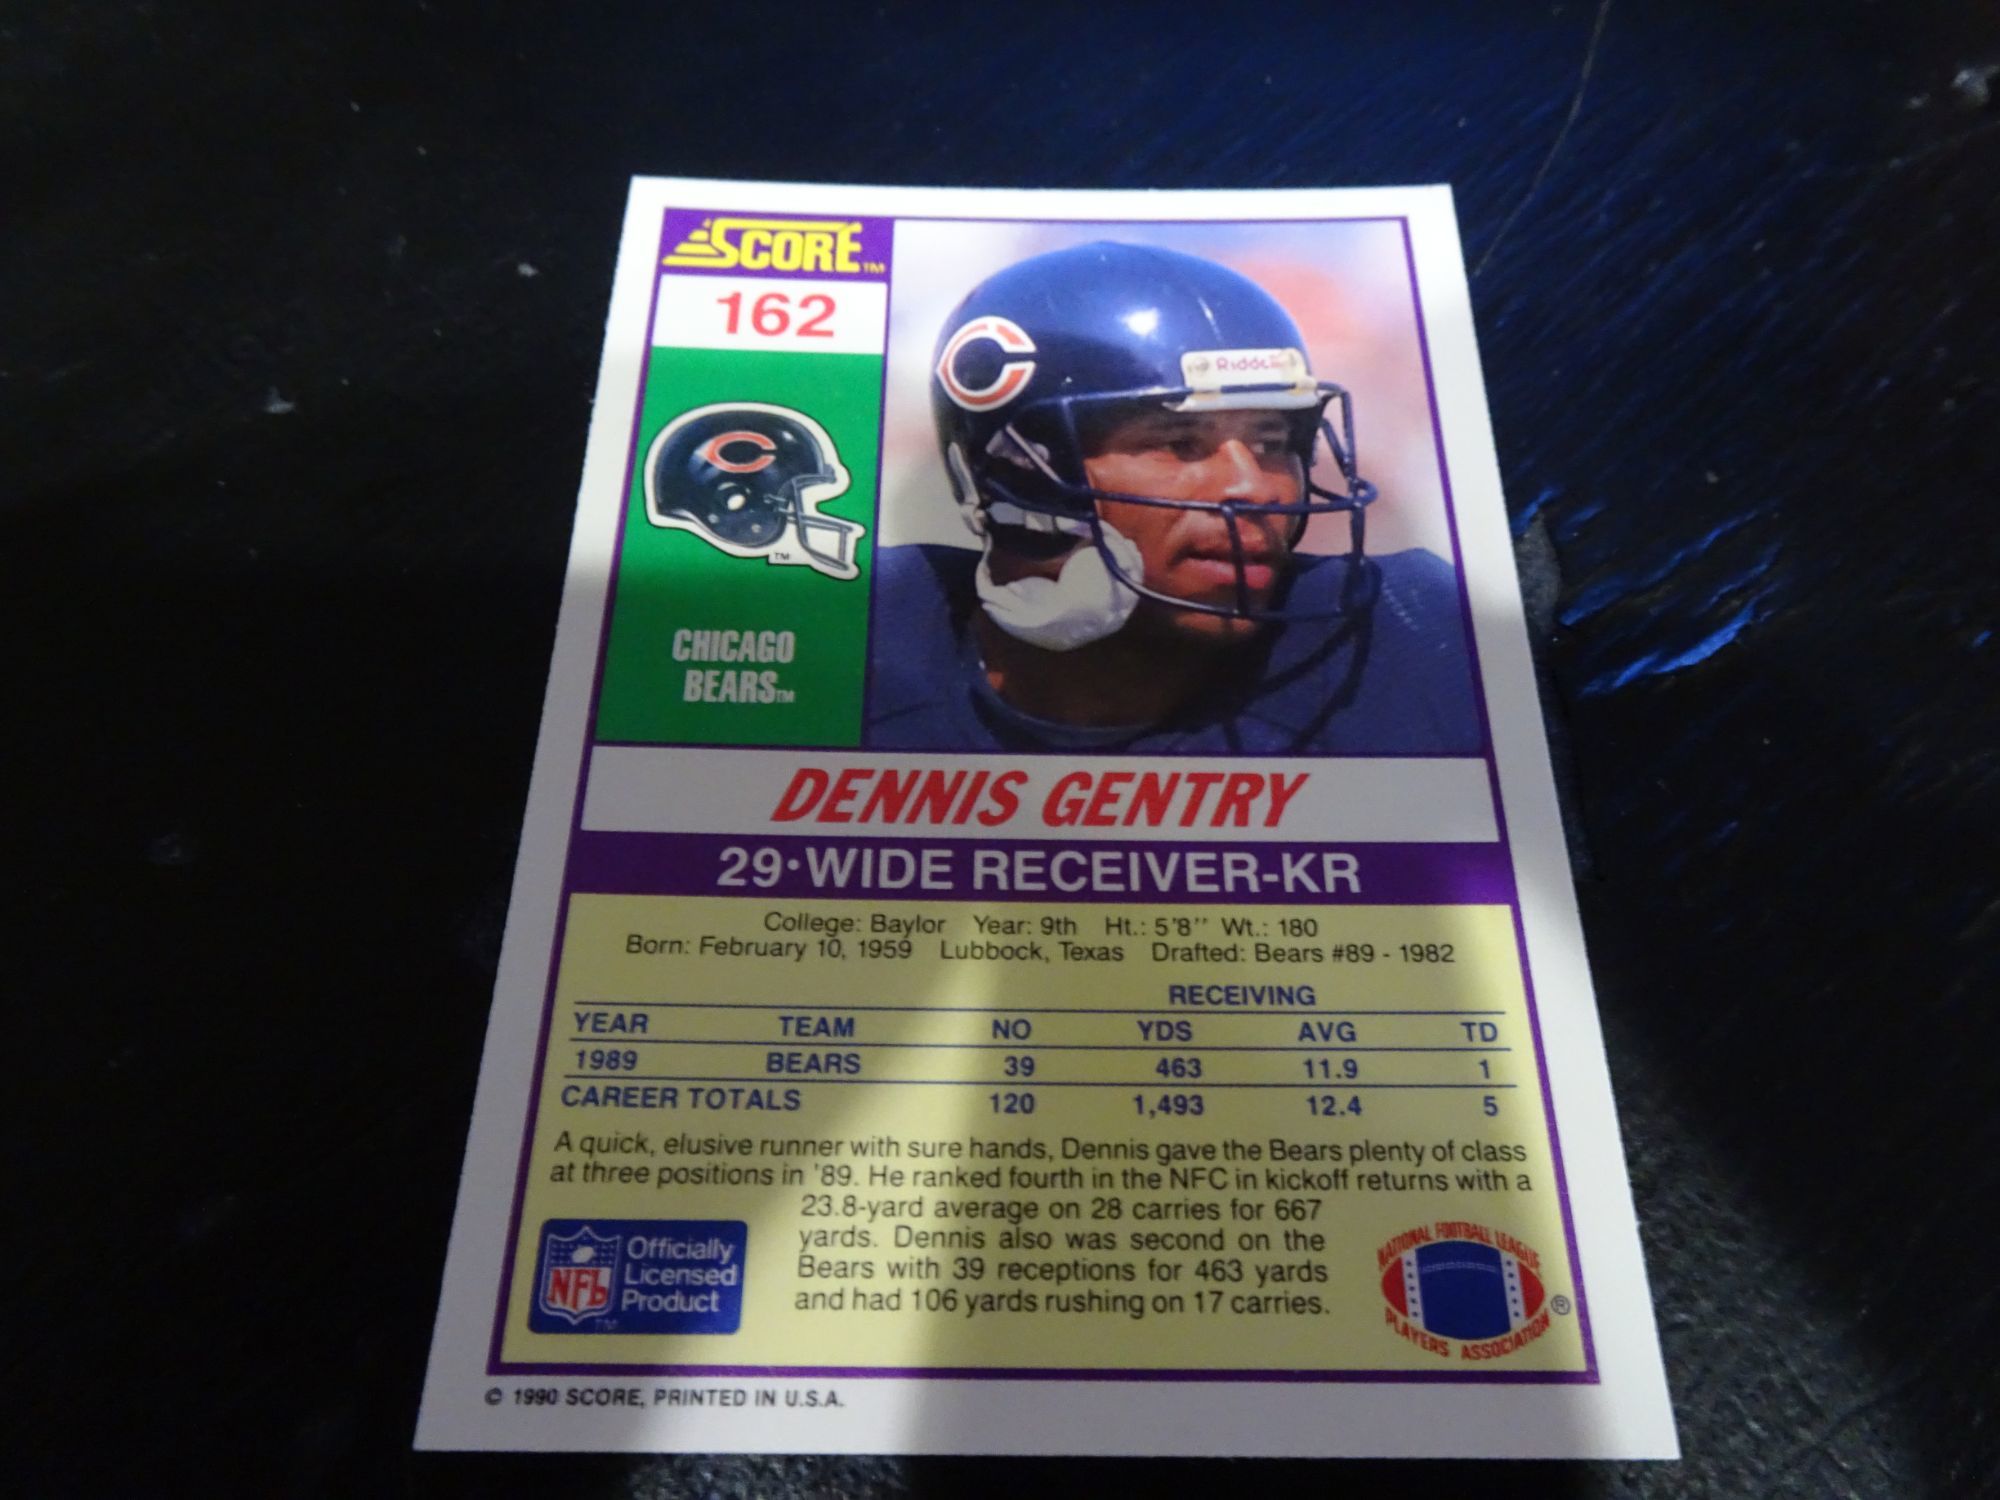 SCORE™
162
Riddell
C
C
TM
CHICAGO
BEARS™
DENNIS GENTRY
29•WIDE RECEIVER-KR
College: Baylor Year: 9th Ht.: 5'8" Wt.: 180
Born: February 10, 1959 Lubbock, Texas Drafted: Bears #89 - 1982
RECEIVING
YEAR TEAM NO YDS AVG TD
1989 BEARS 39 463 11.9 1
CAREER TOTALS 120 1,493 12.4 5
A quick, elusive runner with sure hands, Dennis gave the Bears plenty of class
at three positions in '89. He ranked fourth in the NFC in kickoff returns with a
23.8-yard average on 28 carries for 667
yards. Dennis also was second on the
Bears with 39 receptions for 463 yards
and had 106 yards rushing on 17 carries.
NFL
Officially
Licensed
Product
TM
NATIONAL FOOTBALL LEAGUE
PLAYERS ASSOCIATION
®
© 1990 SCORE, PRINTED IN U.S.A.